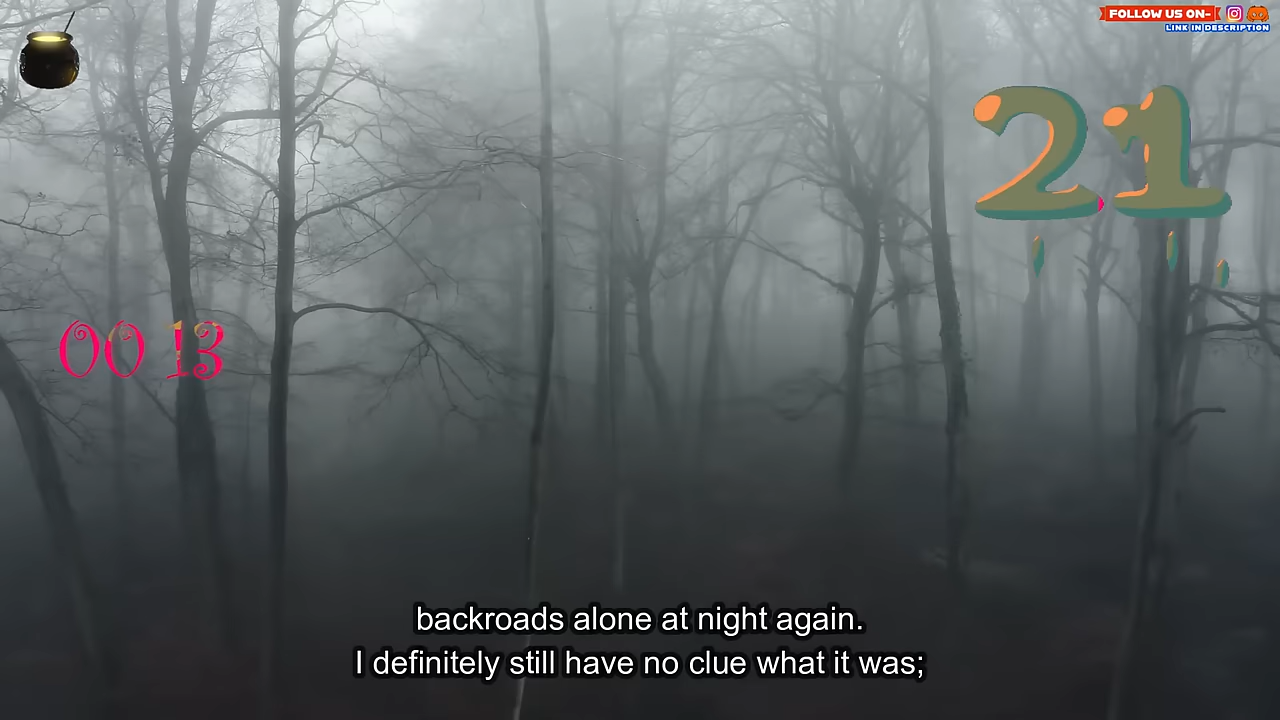 FOLLOW US ON-
LINK IN DESCRIPTION
21
00 13
backroads alone at night again.
I definitely still have no clue what it was;